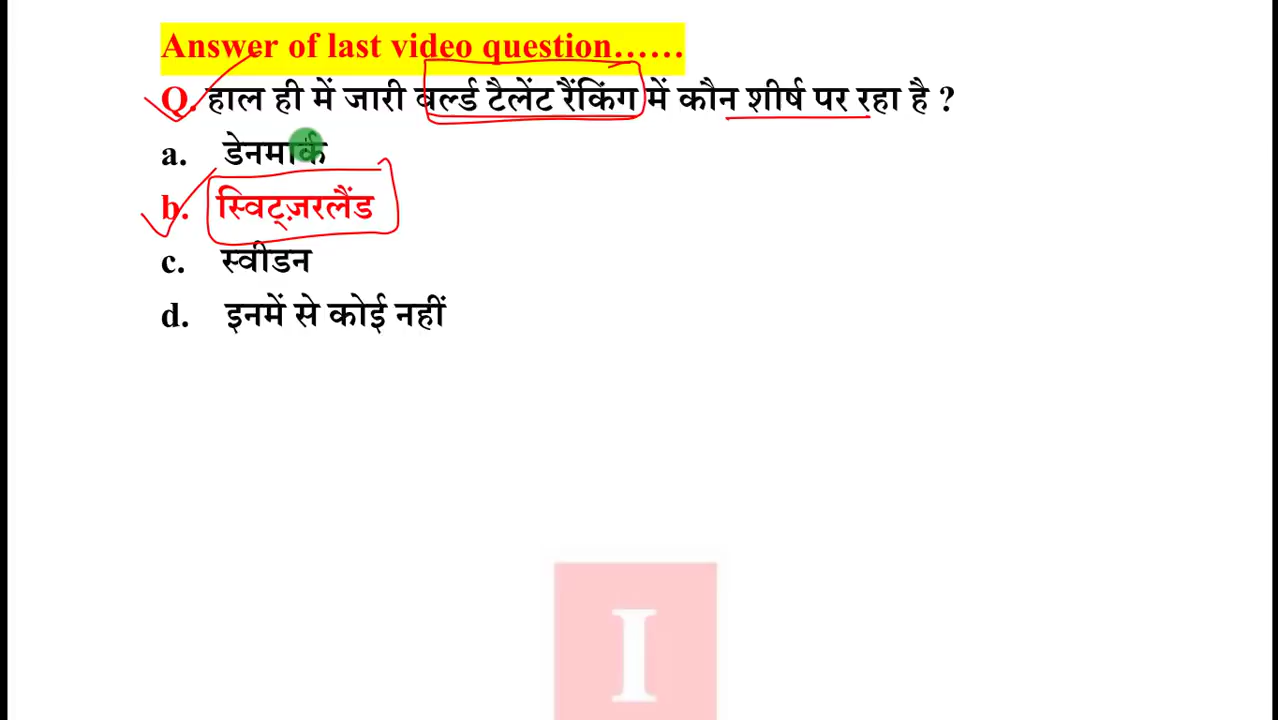 Answer of last video question......
Q. हाल ही में जारी वर्ल्ड टैलेंट रैंकिंग में कौन शीर्ष पर रहा है ?
a. डेनमार्क
b. स्विट्ज़रलैंड
c. स्वीडन
d. इनमें से कोई नहीं
I